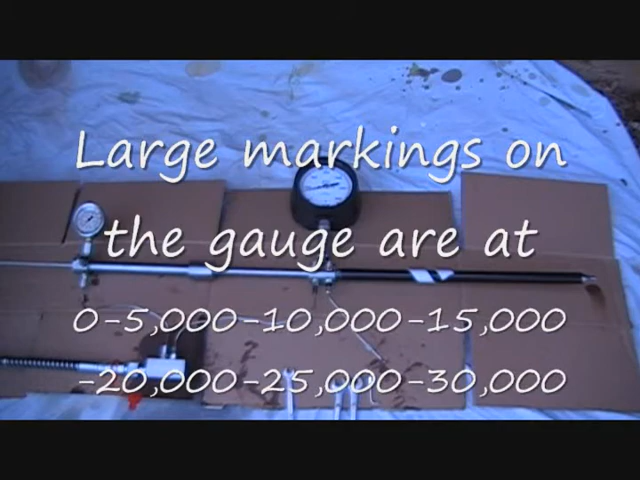 Large markings on
the gauge are at
0-5,000-10,000-15,000
-20,000-25,000-30,000